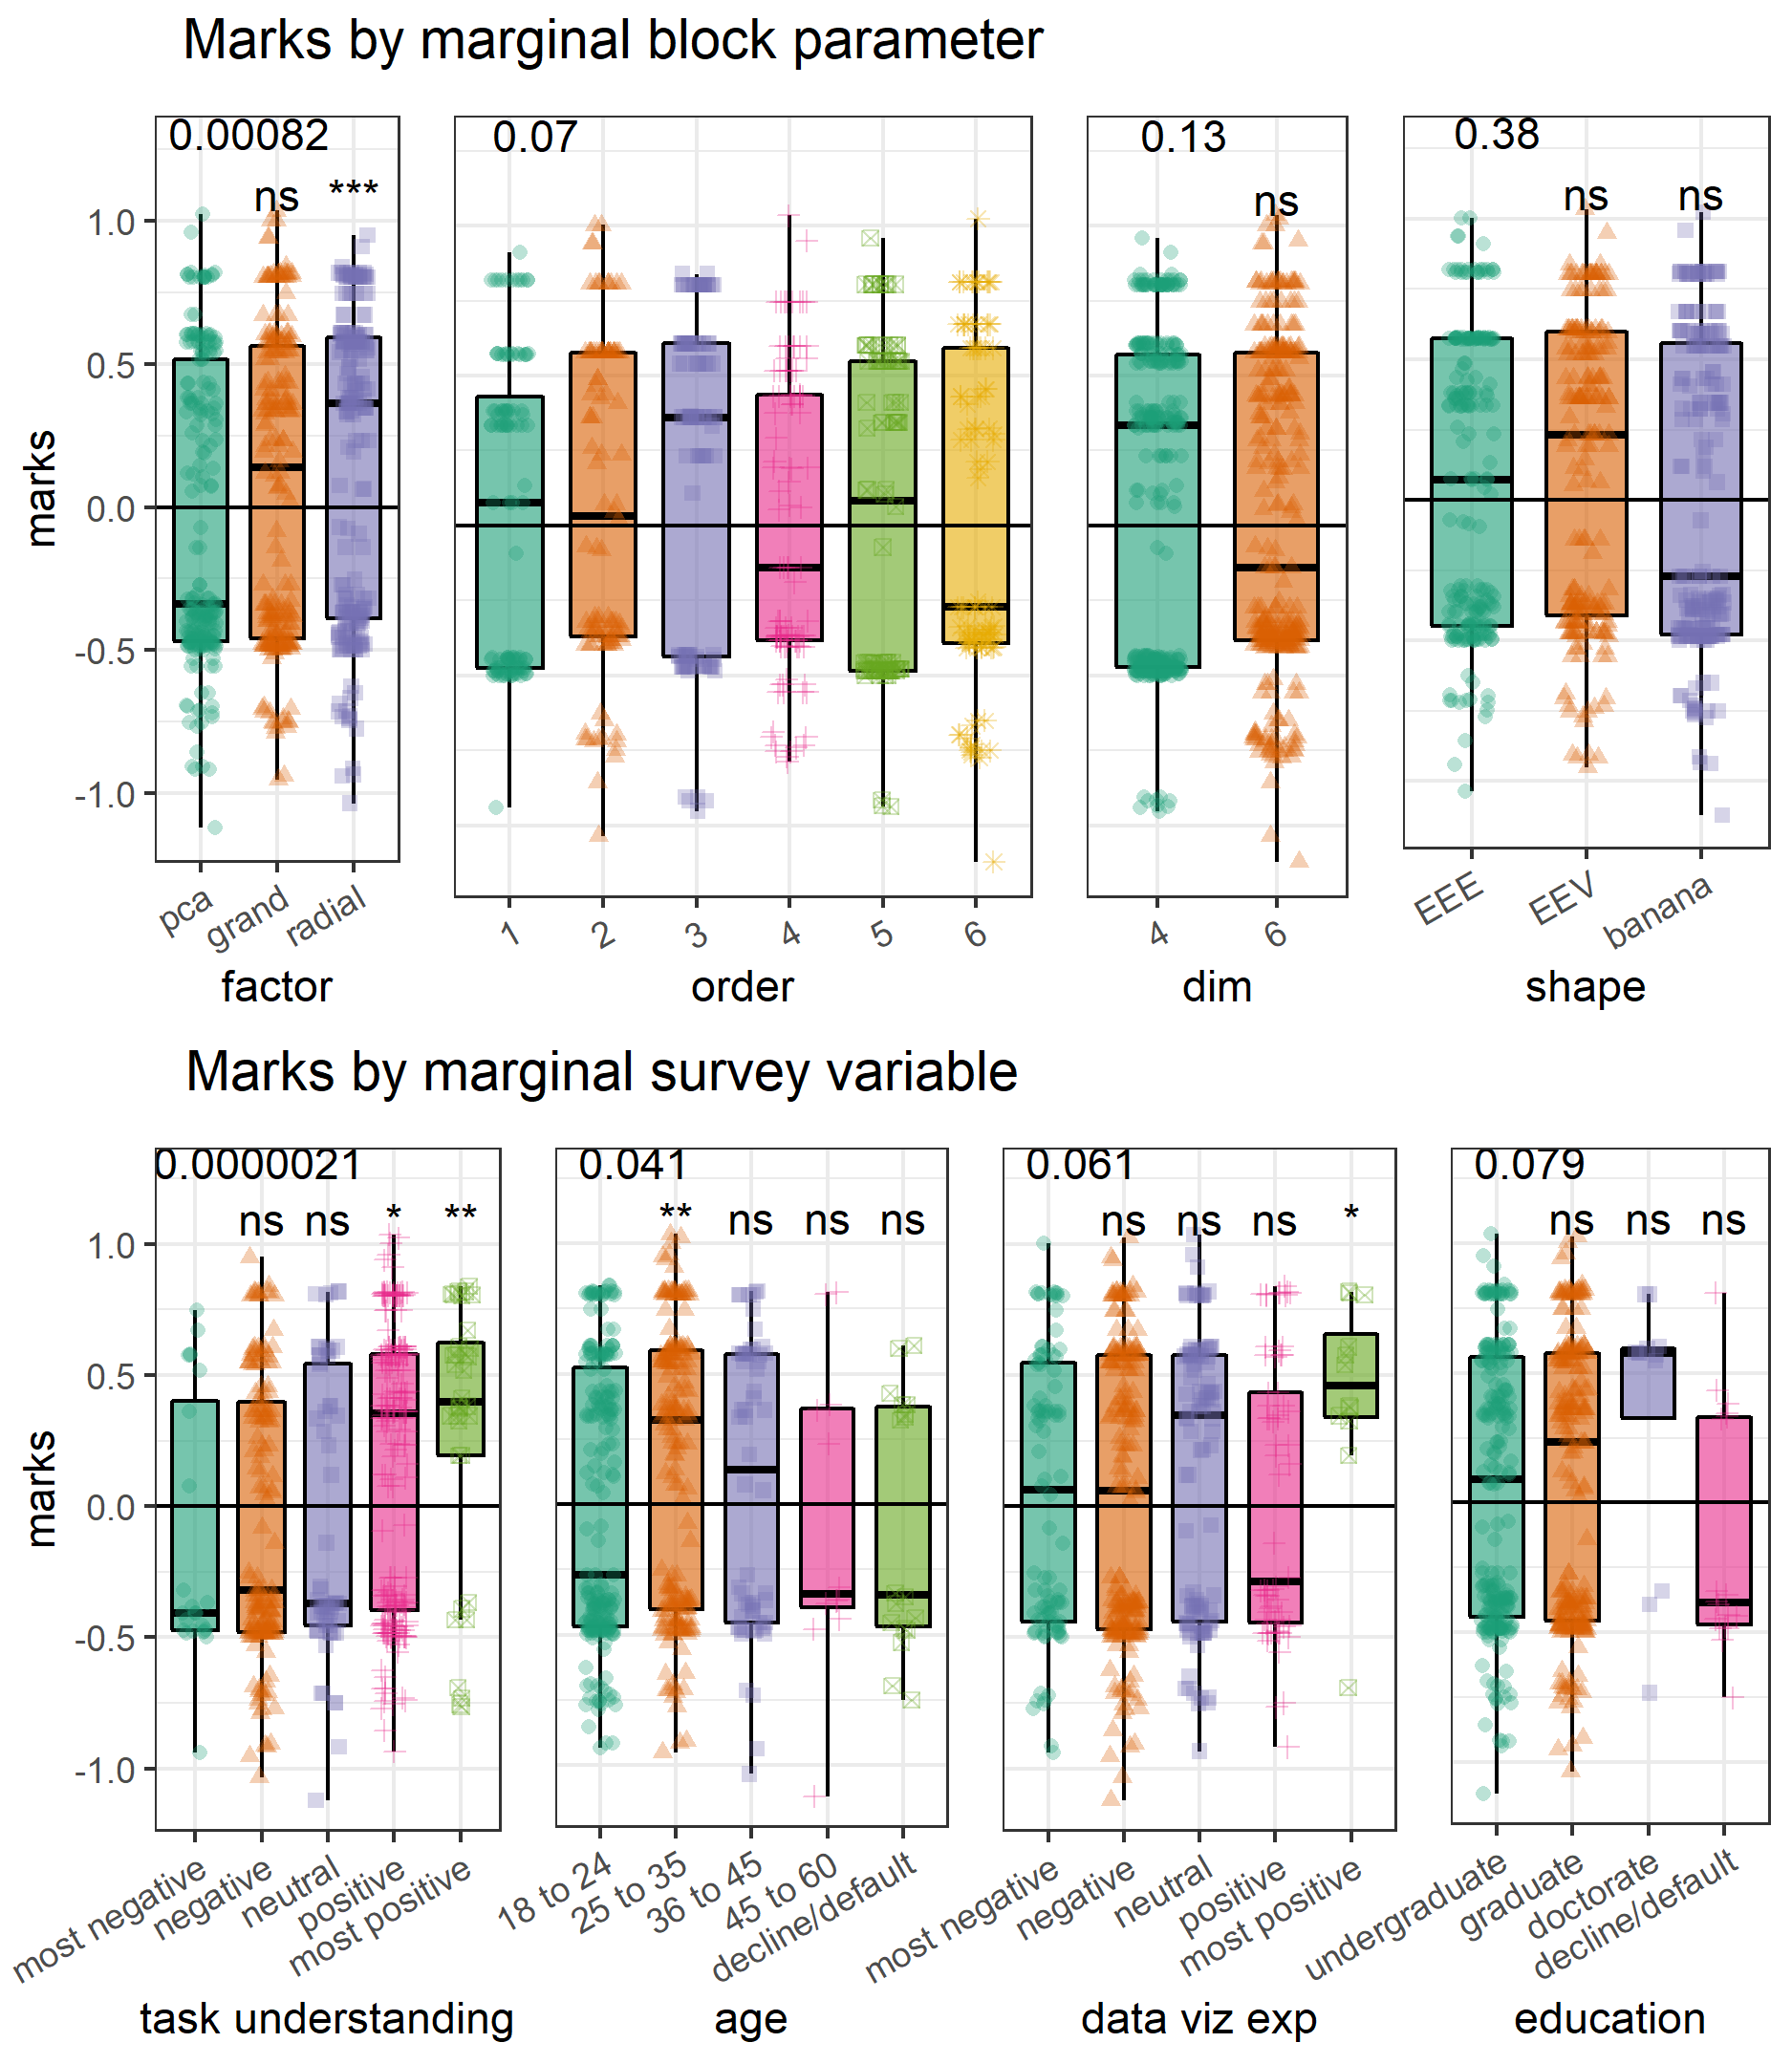 Marks by marginal block parameter
0.00082 0.07 0.13 0.38
ns *** ns ns ns
1.0
0.5
0.0
-0.5
-1.0
marks
pca grand radial 1 2 3 4 5 6 4 6 EEE EEV banana
factor order dim shape
Marks by marginal survey variable
0.0000021 0.041 0.061 0.079
ns ns * ** ** ns ns ns ns ns ns * ns ns ns
1.0
0.5
0.0
-0.5
-1.0
marks
most negative negative neutral positive most positive 18 to 24 25 to 35 36 to 45 45 to 60 decline/default most negative negative neutral positive most positive undergraduate graduate doctorate decline/default
task understanding age data viz exp education